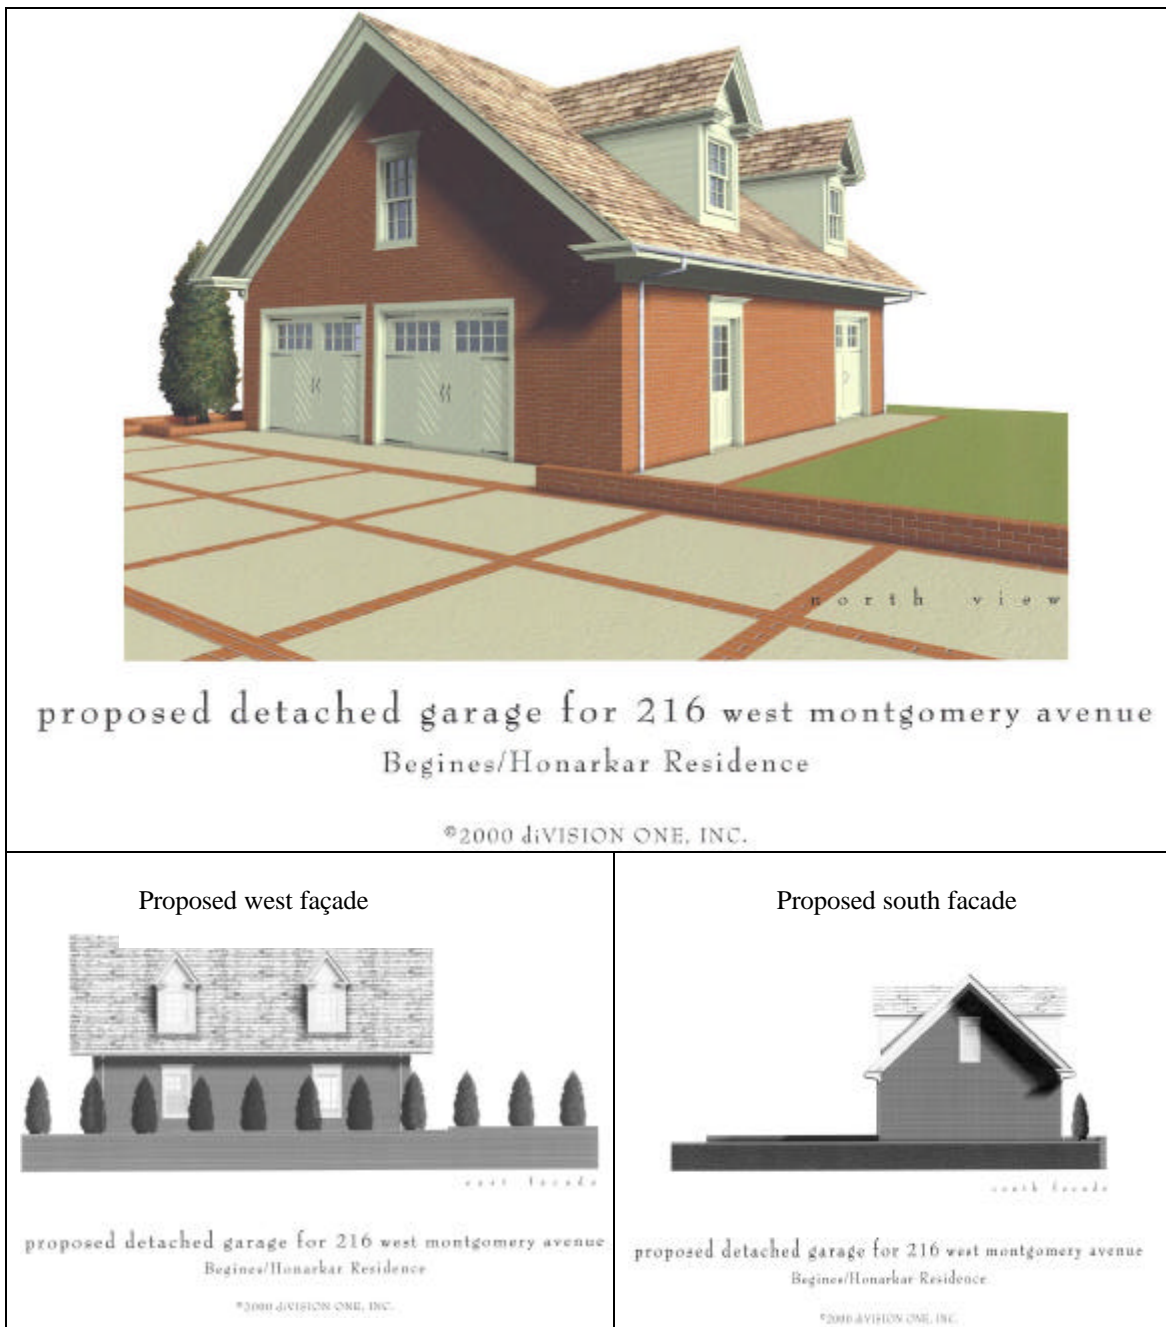 north view
proposed detached garage for 216 west montgomery avenue
Begines/Honarkar Residence
©2000 diVISION ONE, INC.
Proposed west façade
east facade
proposed detached garage for 216 west montgomery avenue
Begines/Honarkar Residence
©2000 diVISION ONE, INC.
Proposed south facade
south facade
proposed detached garage for 216 west montgomery avenue
Begines/Honarkar Residence
©2000 diVISION ONE, INC.